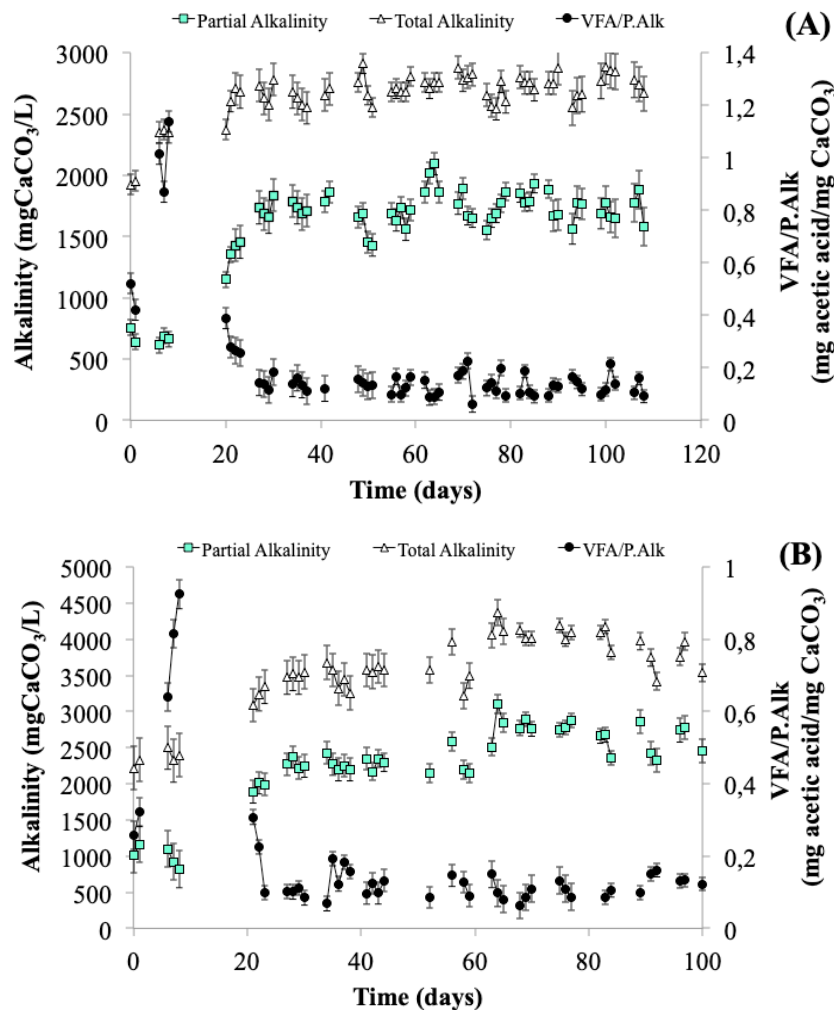 Partial Alkalinity Total Alkalinity VFA/P.Alk
(A)
Alkalinity (mgCaCO3/L)
3000
2500
2000
1500
1000
500
0
1,4
1,2
1
0,8
0,6
0,4
0,2
0
VFA/P.Alk
(mg acetic acid/mg CaCO3)
0 20 40 60 80 100 120
Time (days)
(B)
Partial Alkalinity Total Alkalinity VFA/P.Alk
Alkalinity (mgCaCO3/L)
5000
4500
4000
3500
3000
2500
2000
1500
1000
500
0
1
0,8
0,6
0,4
0,2
0
VFA/P.Alk
(mg acetic acid/mg CaCO3)
0 20 40 60 80 100
Time (days)